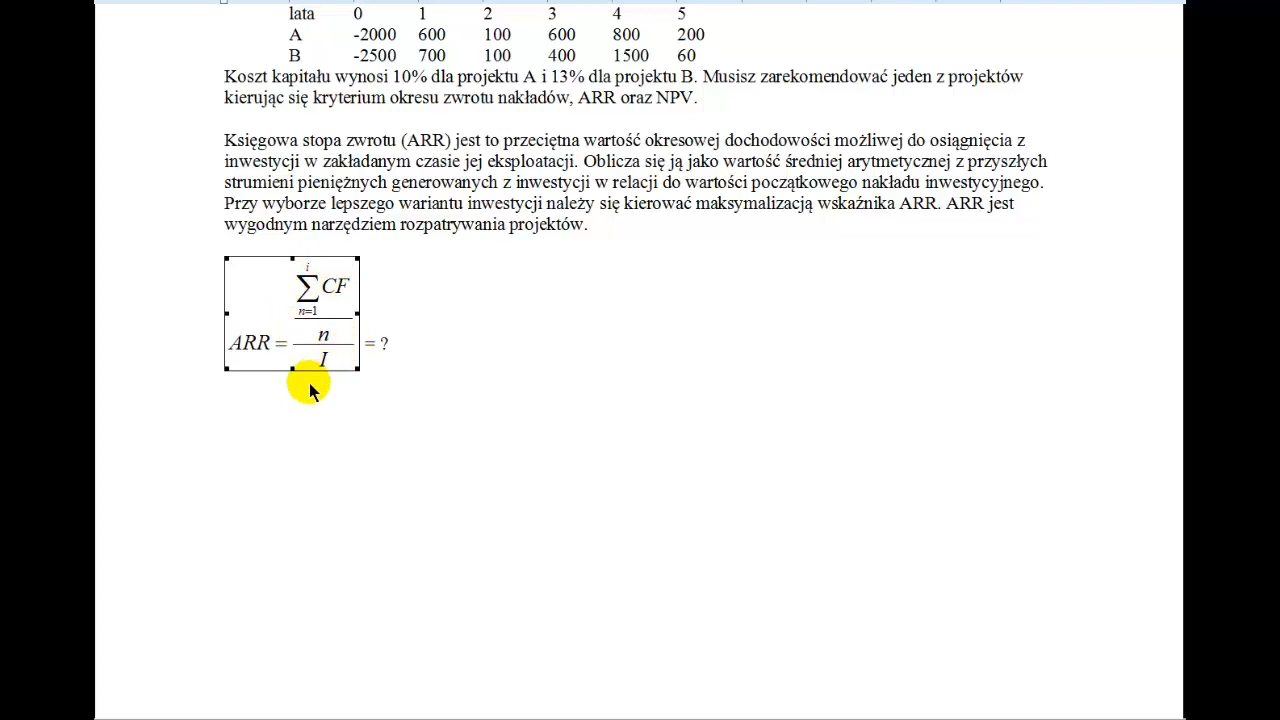 lata 0 1 2 3 4 5
A -2000 600 100 600 800 200
B -2500 700 100 400 1500 60
Koszt kapitału wynosi 10% dla projektu A i 13% dla projektu B. Musisz zarekomendować jeden z projektów
kierując się kryterium okresu zwrotu nakładów, ARR oraz NPV.
Księgowa stopa zwrotu (ARR) jest to przeciętna wartość okresowej dochodowości możliwej do osiągnięcia z
inwestycji w zakładanym czasie jej eksploatacji. Oblicza się ją jako wartość średniej arytmetycznej z przyszłych
strumieni pieniężnych generowanych z inwestycji w relacji do wartości początkowego nakładu inwestycyjnego.
Przy wyborze lepszego wariantu inwestycji należy się kierować maksymalizacją wskaźnika ARR. ARR jest
wygodnym narzędziem rozpatrywania projektów.
i
∑ CF
n=1
n
ARR = = ?
I